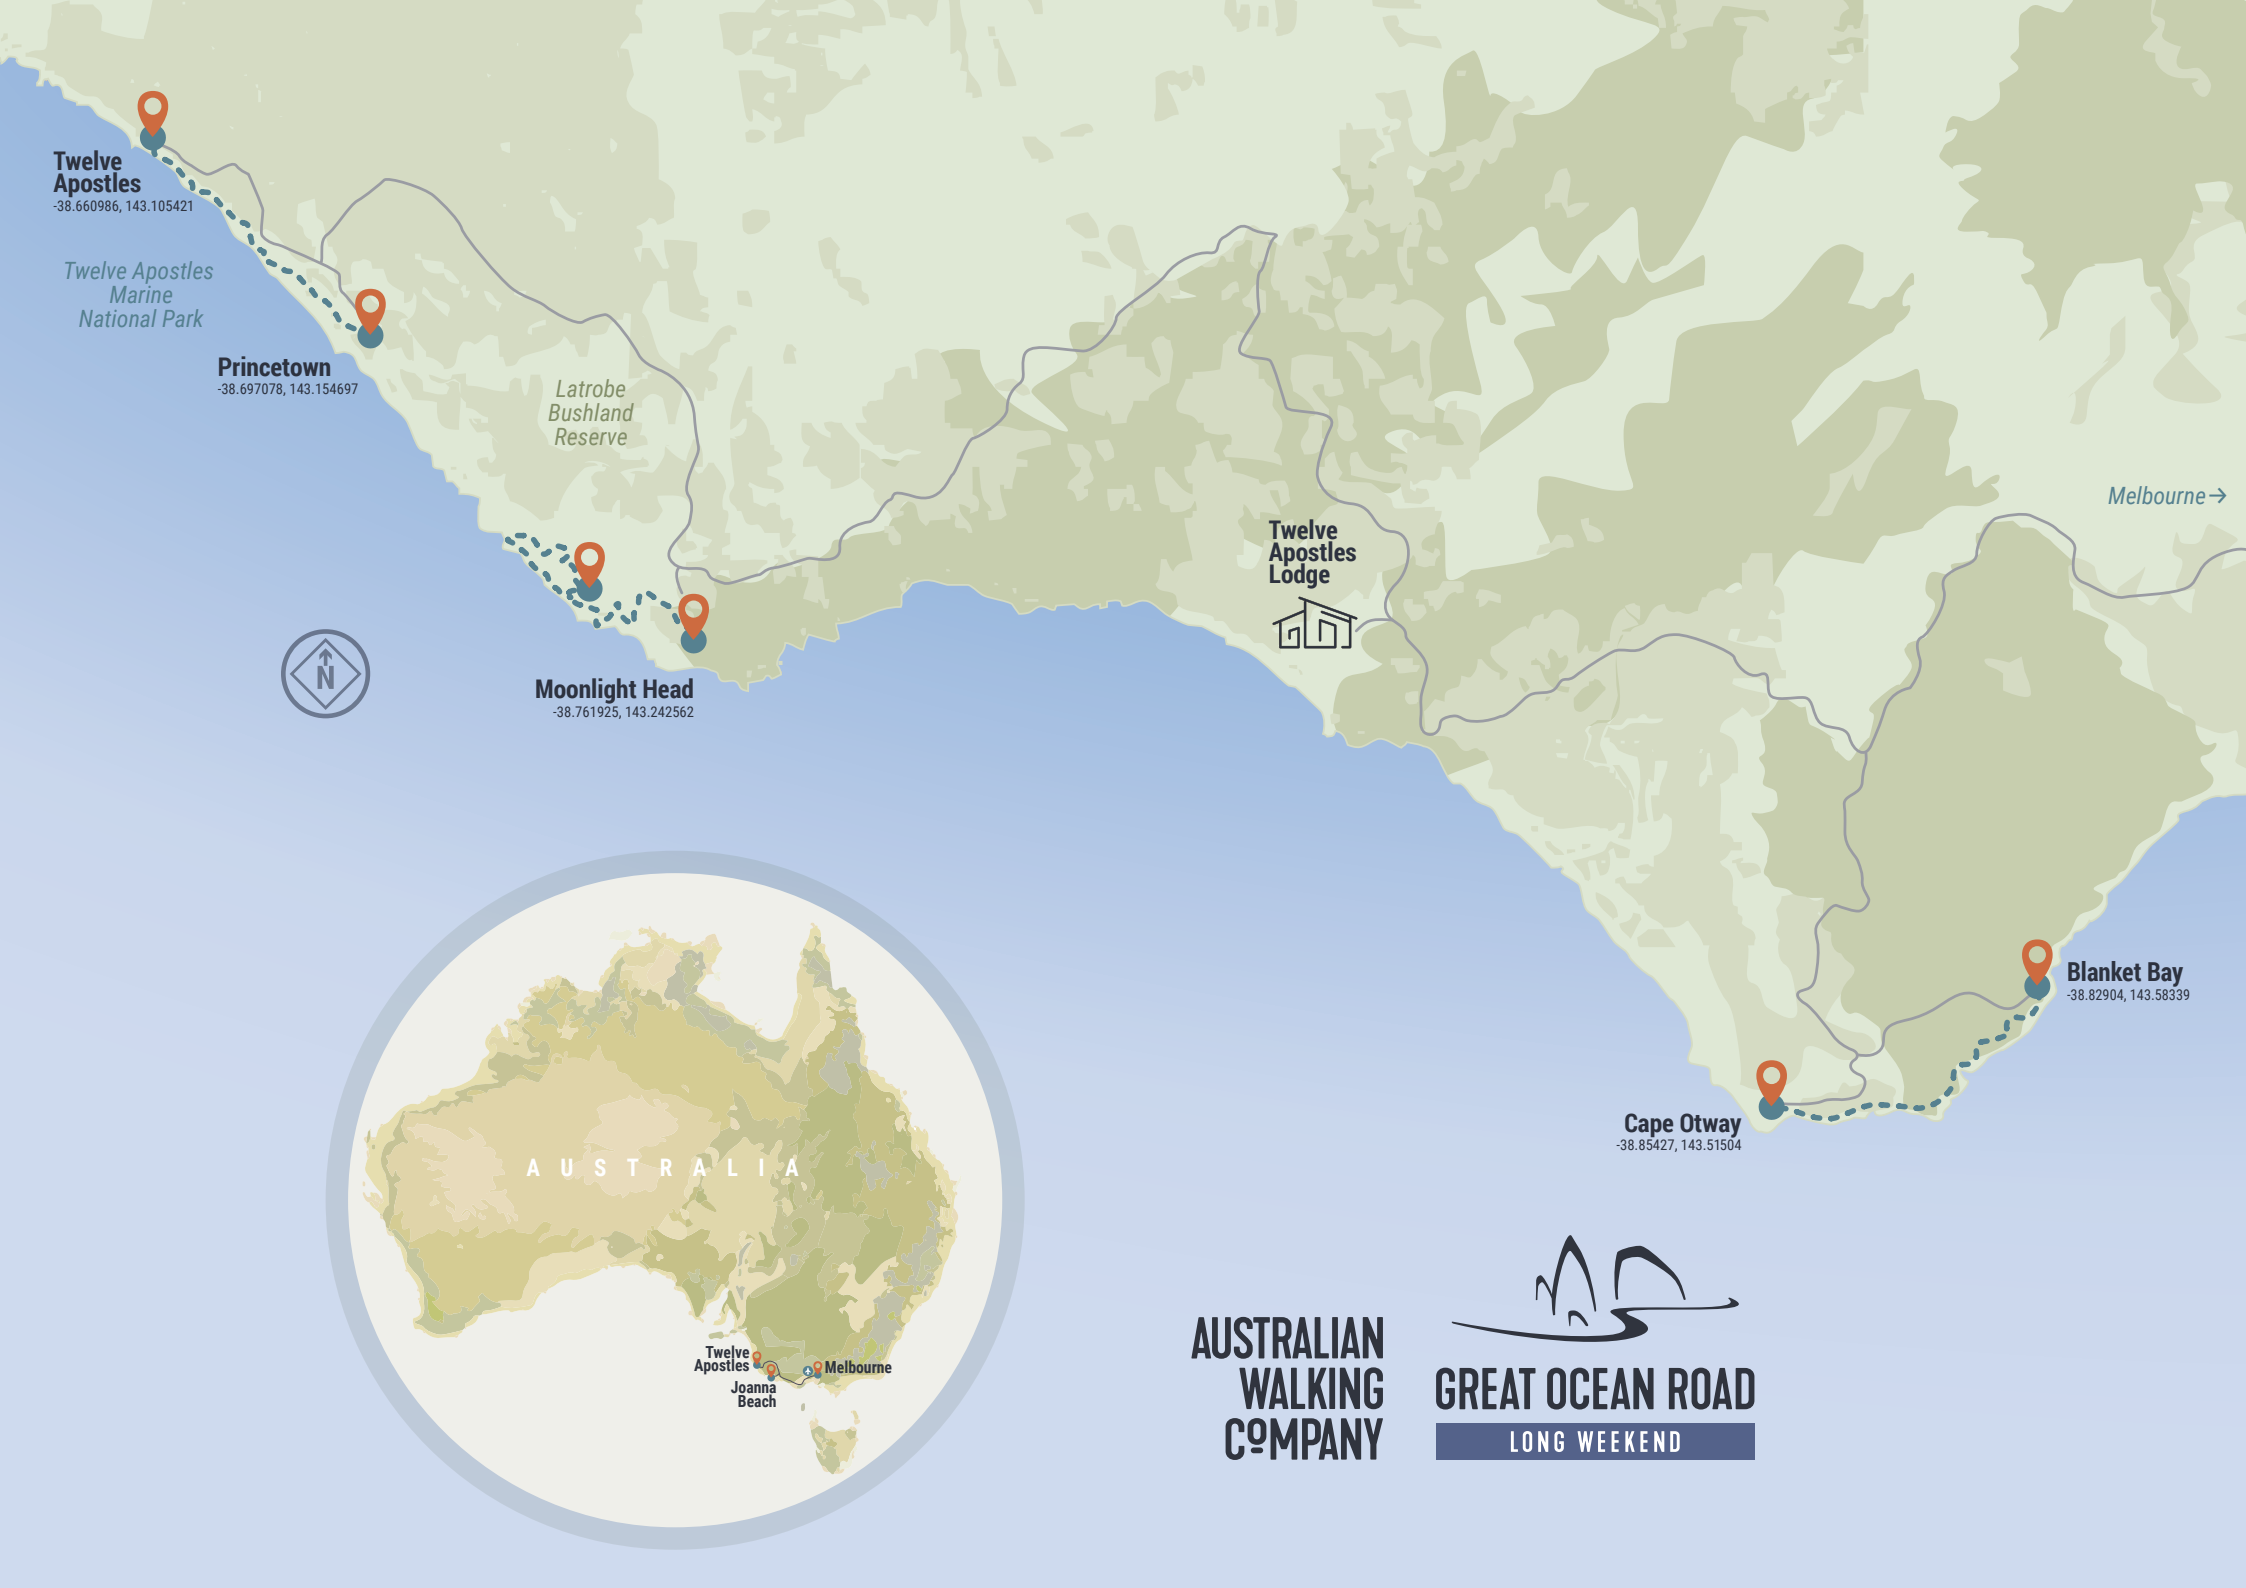 Twelve
Apostles
-38.660986, 143.105421
Twelve Apostles
Marine
National Park
Princetown
-38.697078, 143.154697
Latrobe
Bushland
Reserve
Melbourne→
Twelve
Apostles
Lodge
N
Moonlight Head
-38.761925, 143.242562
Blanket Bay
-38.82904, 143.58339
Cape Otway
-38.85427, 143.51504
AUSTRALIA
Twelve
Apostles
Melbourne
Joanna
Beach
AUSTRALIAN
WALKING
COMPANY
GREAT OCEAN ROAD
LONG WEEKEND